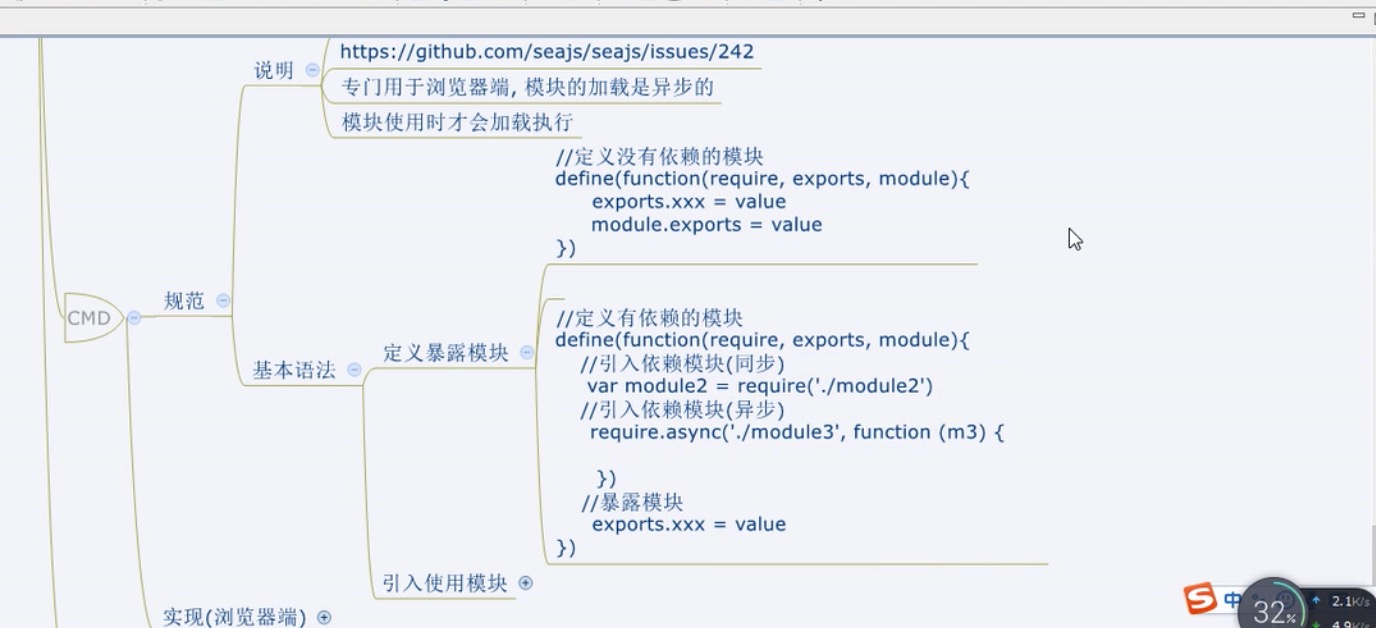 https://github.com/seajs/seajs/issues/242
说明
专门用于浏览器端, 模块的加载是异步的
模块使用时才会加载执行
//定义没有依赖的模块
define(function(require, exports, module){
exports.xxx = value
module.exports = value
})
CMD
规范
基本语法
定义暴露模块
//定义有依赖的模块
define(function(require, exports, module){
//引入依赖模块(同步)
var module2 = require('./module2')
//引入依赖模块(异步)
require.async('./module3', function (m3) {
})
//暴露模块
exports.xxx = value
})
引入使用模块
实现(浏览器端)
S 中
32%
2.1K/s
4.9K/s